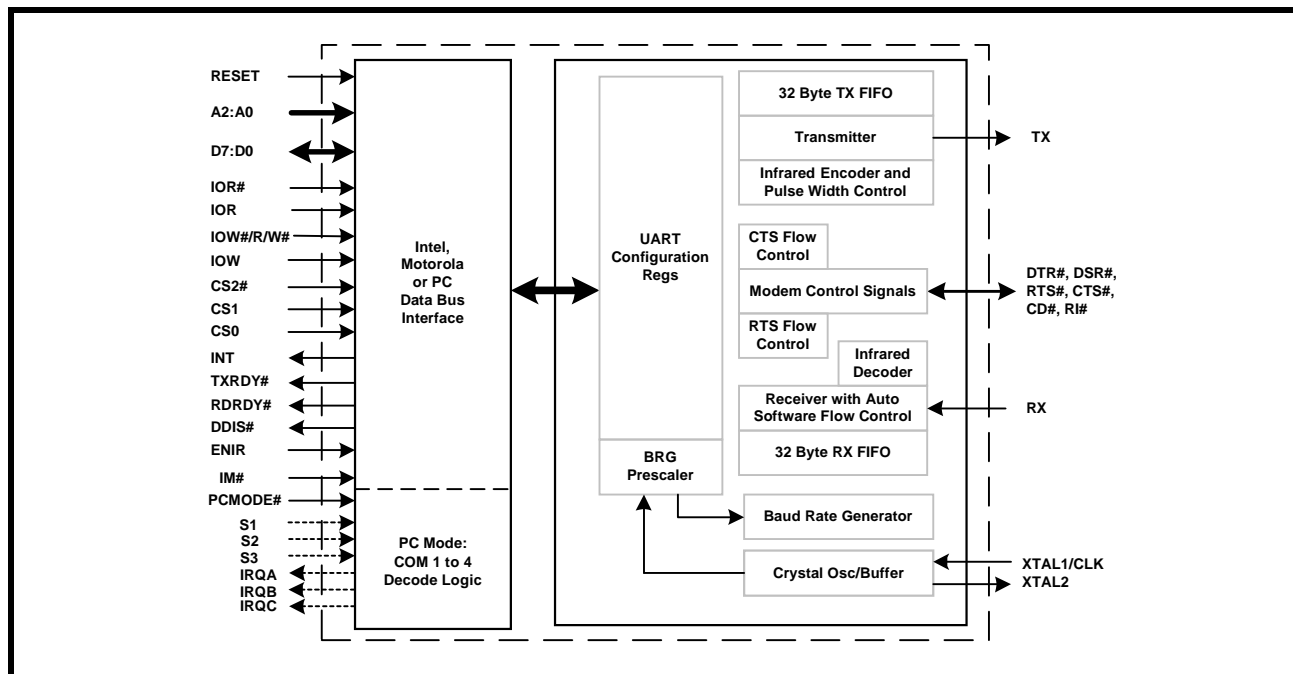 RESET
A2:A0
D7:D0
IOR#
IOR
IOW#/R/W#
IOW
CS2#
CS1
CS0
INT
TXRDY#
RDRDY#
DDIS#
ENIR
IM#
PCMODE#
S1
S2
S3
IRQA
IRQB
IRQC
Intel,
Motorola
or PC
Data Bus
Interface
PC Mode:
COM 1 to 4
Decode Logic
UART
Configuration
Regs
BRG
Prescaler
32 Byte TX FIFO
Transmitter
Infrared Encoder and
Pulse Width Control
CTS Flow
Control
Modem Control Signals
RTS Flow
Control
Infrared
Decoder
Receiver with Auto
Software Flow Control
32 Byte RX FIFO
Baud Rate Generator
Crystal Osc/Buffer
TX
DTR#, DSR#,
RTS#, CTS#,
CD#, RI#
RX
XTAL1/CLK
XTAL2